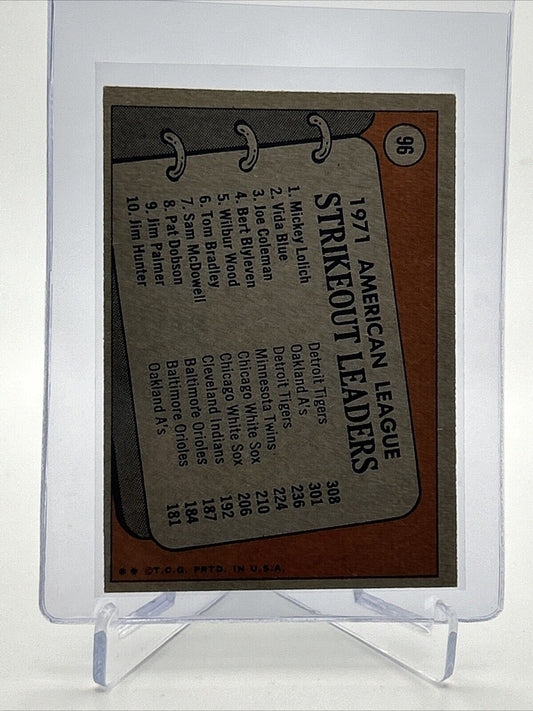 96
1971 AMERICAN LEAGUE
STRIKEOUT LEADERS
1. Mickey Lolich Detroit Tigers 308
2. Vida Blue Oakland A's 301
3. Joe Coleman Detroit Tigers 236
4. Bert Blyleven Minnesota Twins 224
5. Wilbur Wood Chicago White Sox 210
6. Tom Bradley Chicago White Sox 206
7. Sam McDowell Cleveland Indians 192
8. Pat Dobson Baltimore Orioles 187
9. Jim Palmer Baltimore Orioles 184
10. Jim Hunter Oakland A's 181
** ©T.C.G. PRTD. IN U.S.A.